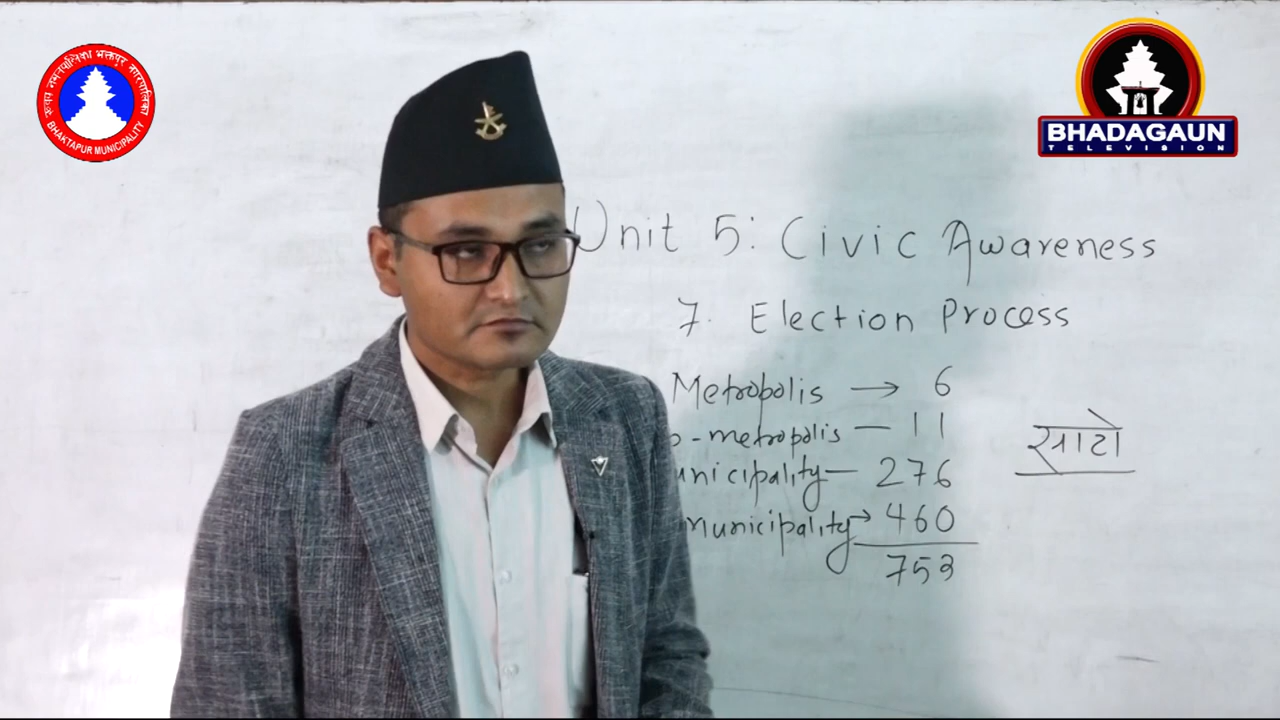 BHAKTAPUR MUNICIPALITY
BHADAGAUN
TELEVISION
Unit 5: Civic Awareness
7. Election Process
Metropolis → 6
-metropolis — 11
unicipality — 276
municipality → 460
753